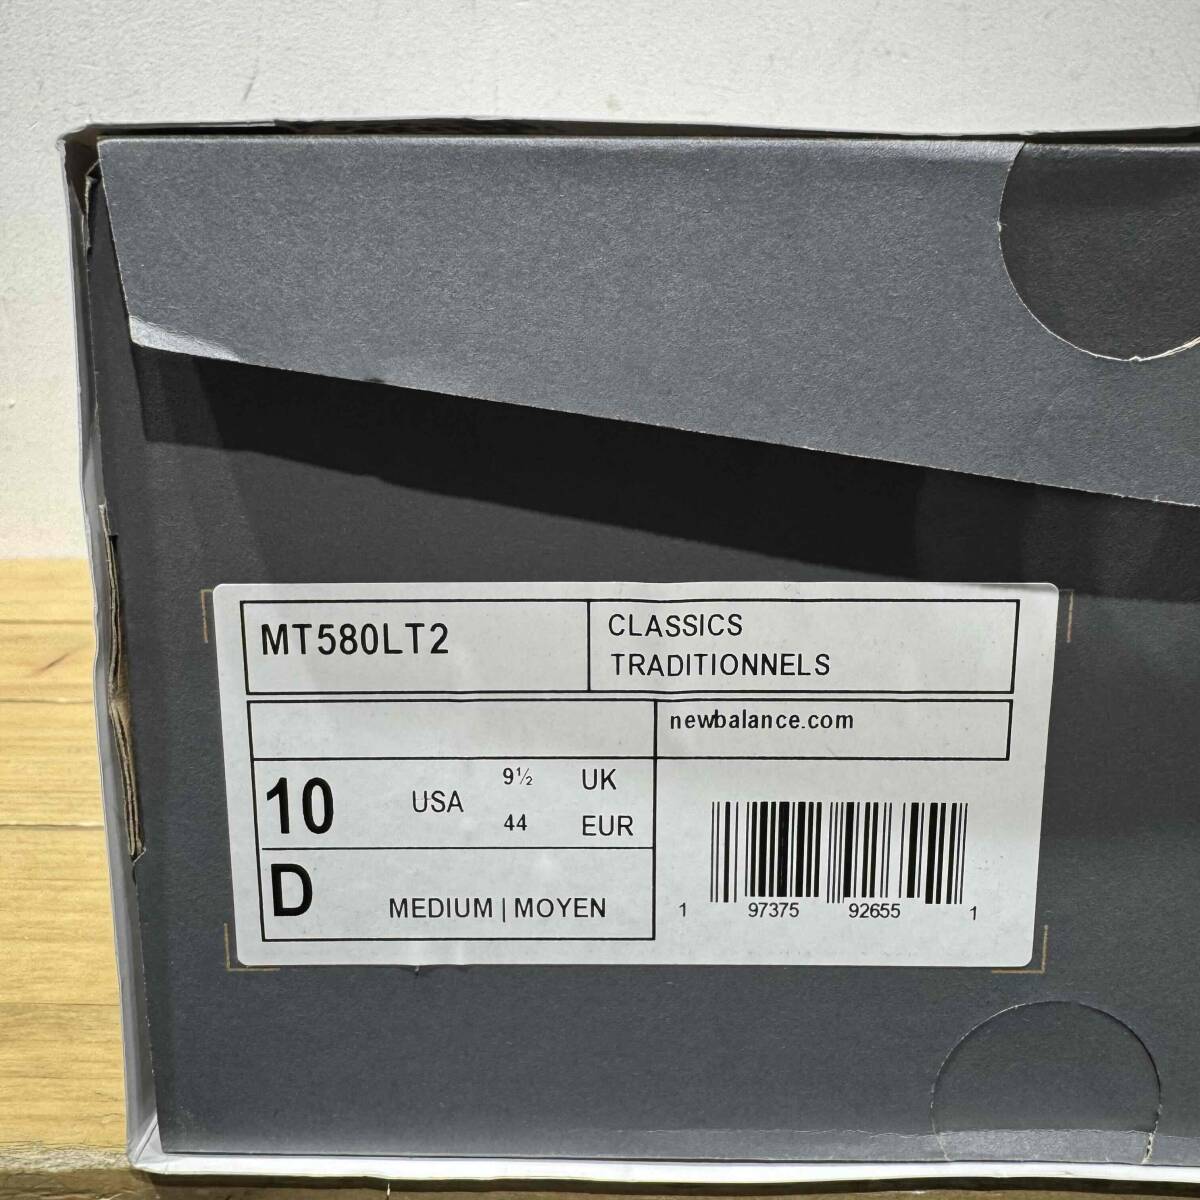 MT580LT2
CLASSICS
TRADITIONNELS
newbalance.com
10 USA 9½ UK
44 EUR
D MEDIUM | MOYEN
1 97375 92655 1